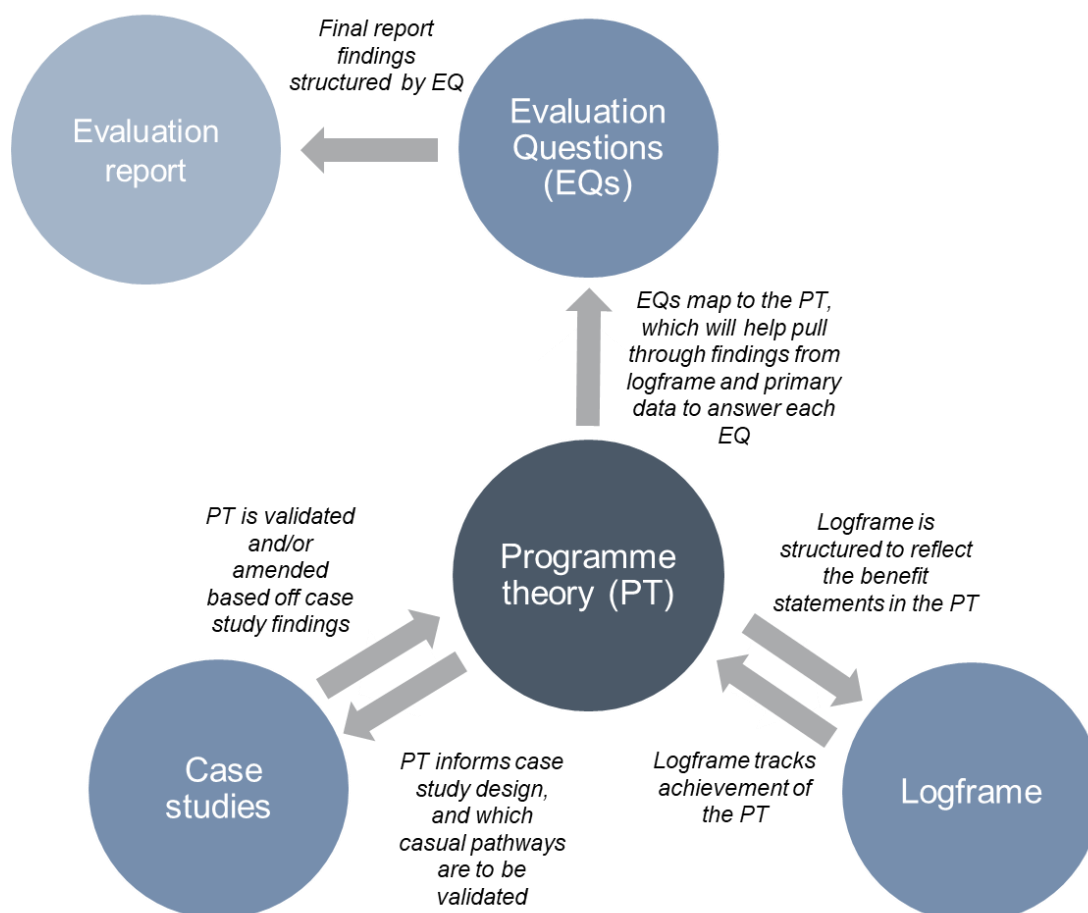 Final report
findings
structured by EQ
Evaluation
report
Evaluation
Questions
(EQs)
EQs map to the PT,
which will help pull
through findings from
logframe and primary
data to answer each
EQ
PT is validated
and/or
amended
based off case
study findings
Programme
theory (PT)
Logframe is
structured to reflect
the benefit
statements in the PT
Case
studies
PT informs case
study design,
and which
casual pathways
are to be
validated
Logframe tracks
achievement of
the PT
Logframe